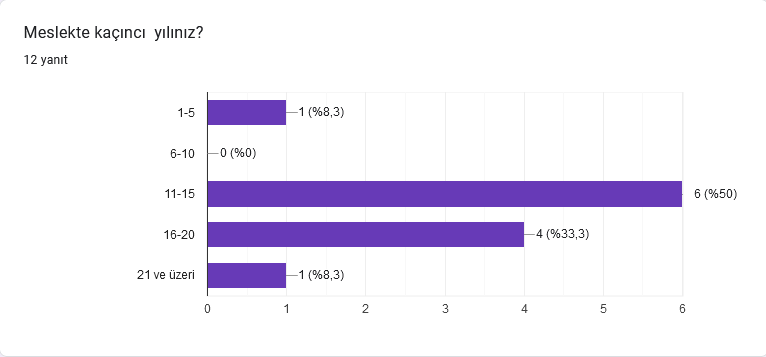 Meslekte kaçıncı  yılınız?
12 yanıt
1-5
1 (%8,3)
6-10
0 (%0)
11-15
6 (%50)
16-20
4 (%33,3)
21 ve üzeri
1 (%8,3)
0 1 2 3 4 5 6